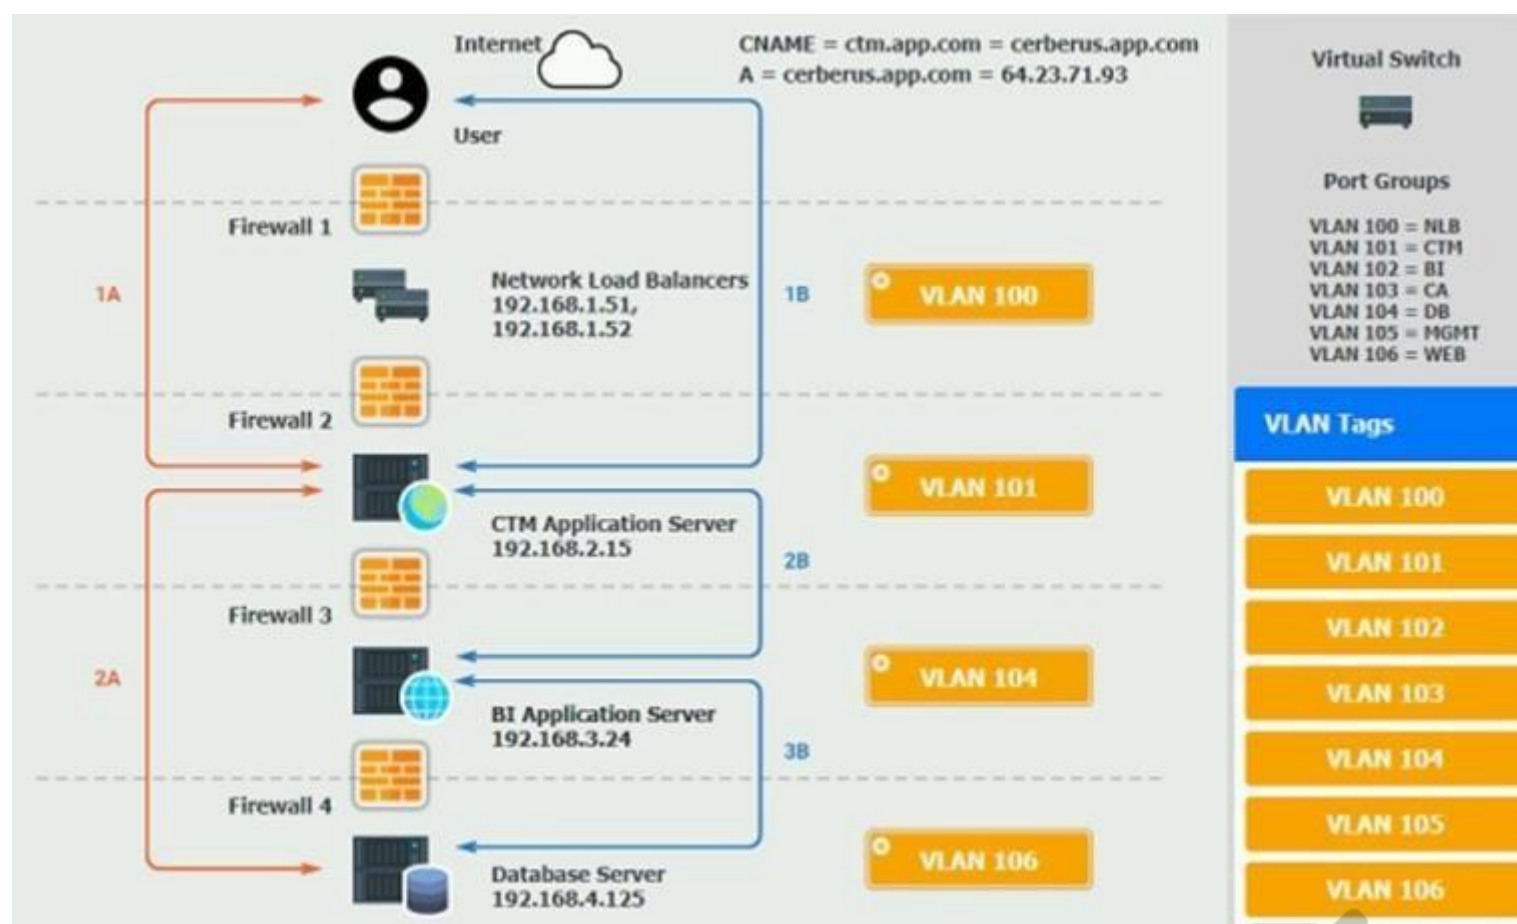 Internet
CNAME = ctm.app.com = cerberus.app.com
A = cerberus.app.com = 64.23.71.93
User
Firewall 1
1A
Network Load Balancers
192.168.1.51,
192.168.1.52
1B
VLAN 100
Firewall 2
VLAN 101
CTM Application Server
192.168.2.15
2B
Firewall 3
2A
VLAN 104
BI Application Server
192.168.3.24
3B
Firewall 4
VLAN 106
Database Server
192.168.4.125
Virtual Switch
Port Groups
VLAN 100 = NLB
VLAN 101 = CTM
VLAN 102 = BI
VLAN 103 = CA
VLAN 104 = DB
VLAN 105 = MGMT
VLAN 106 = WEB
VLAN Tags
VLAN 100
VLAN 101
VLAN 102
VLAN 103
VLAN 104
VLAN 105
VLAN 106